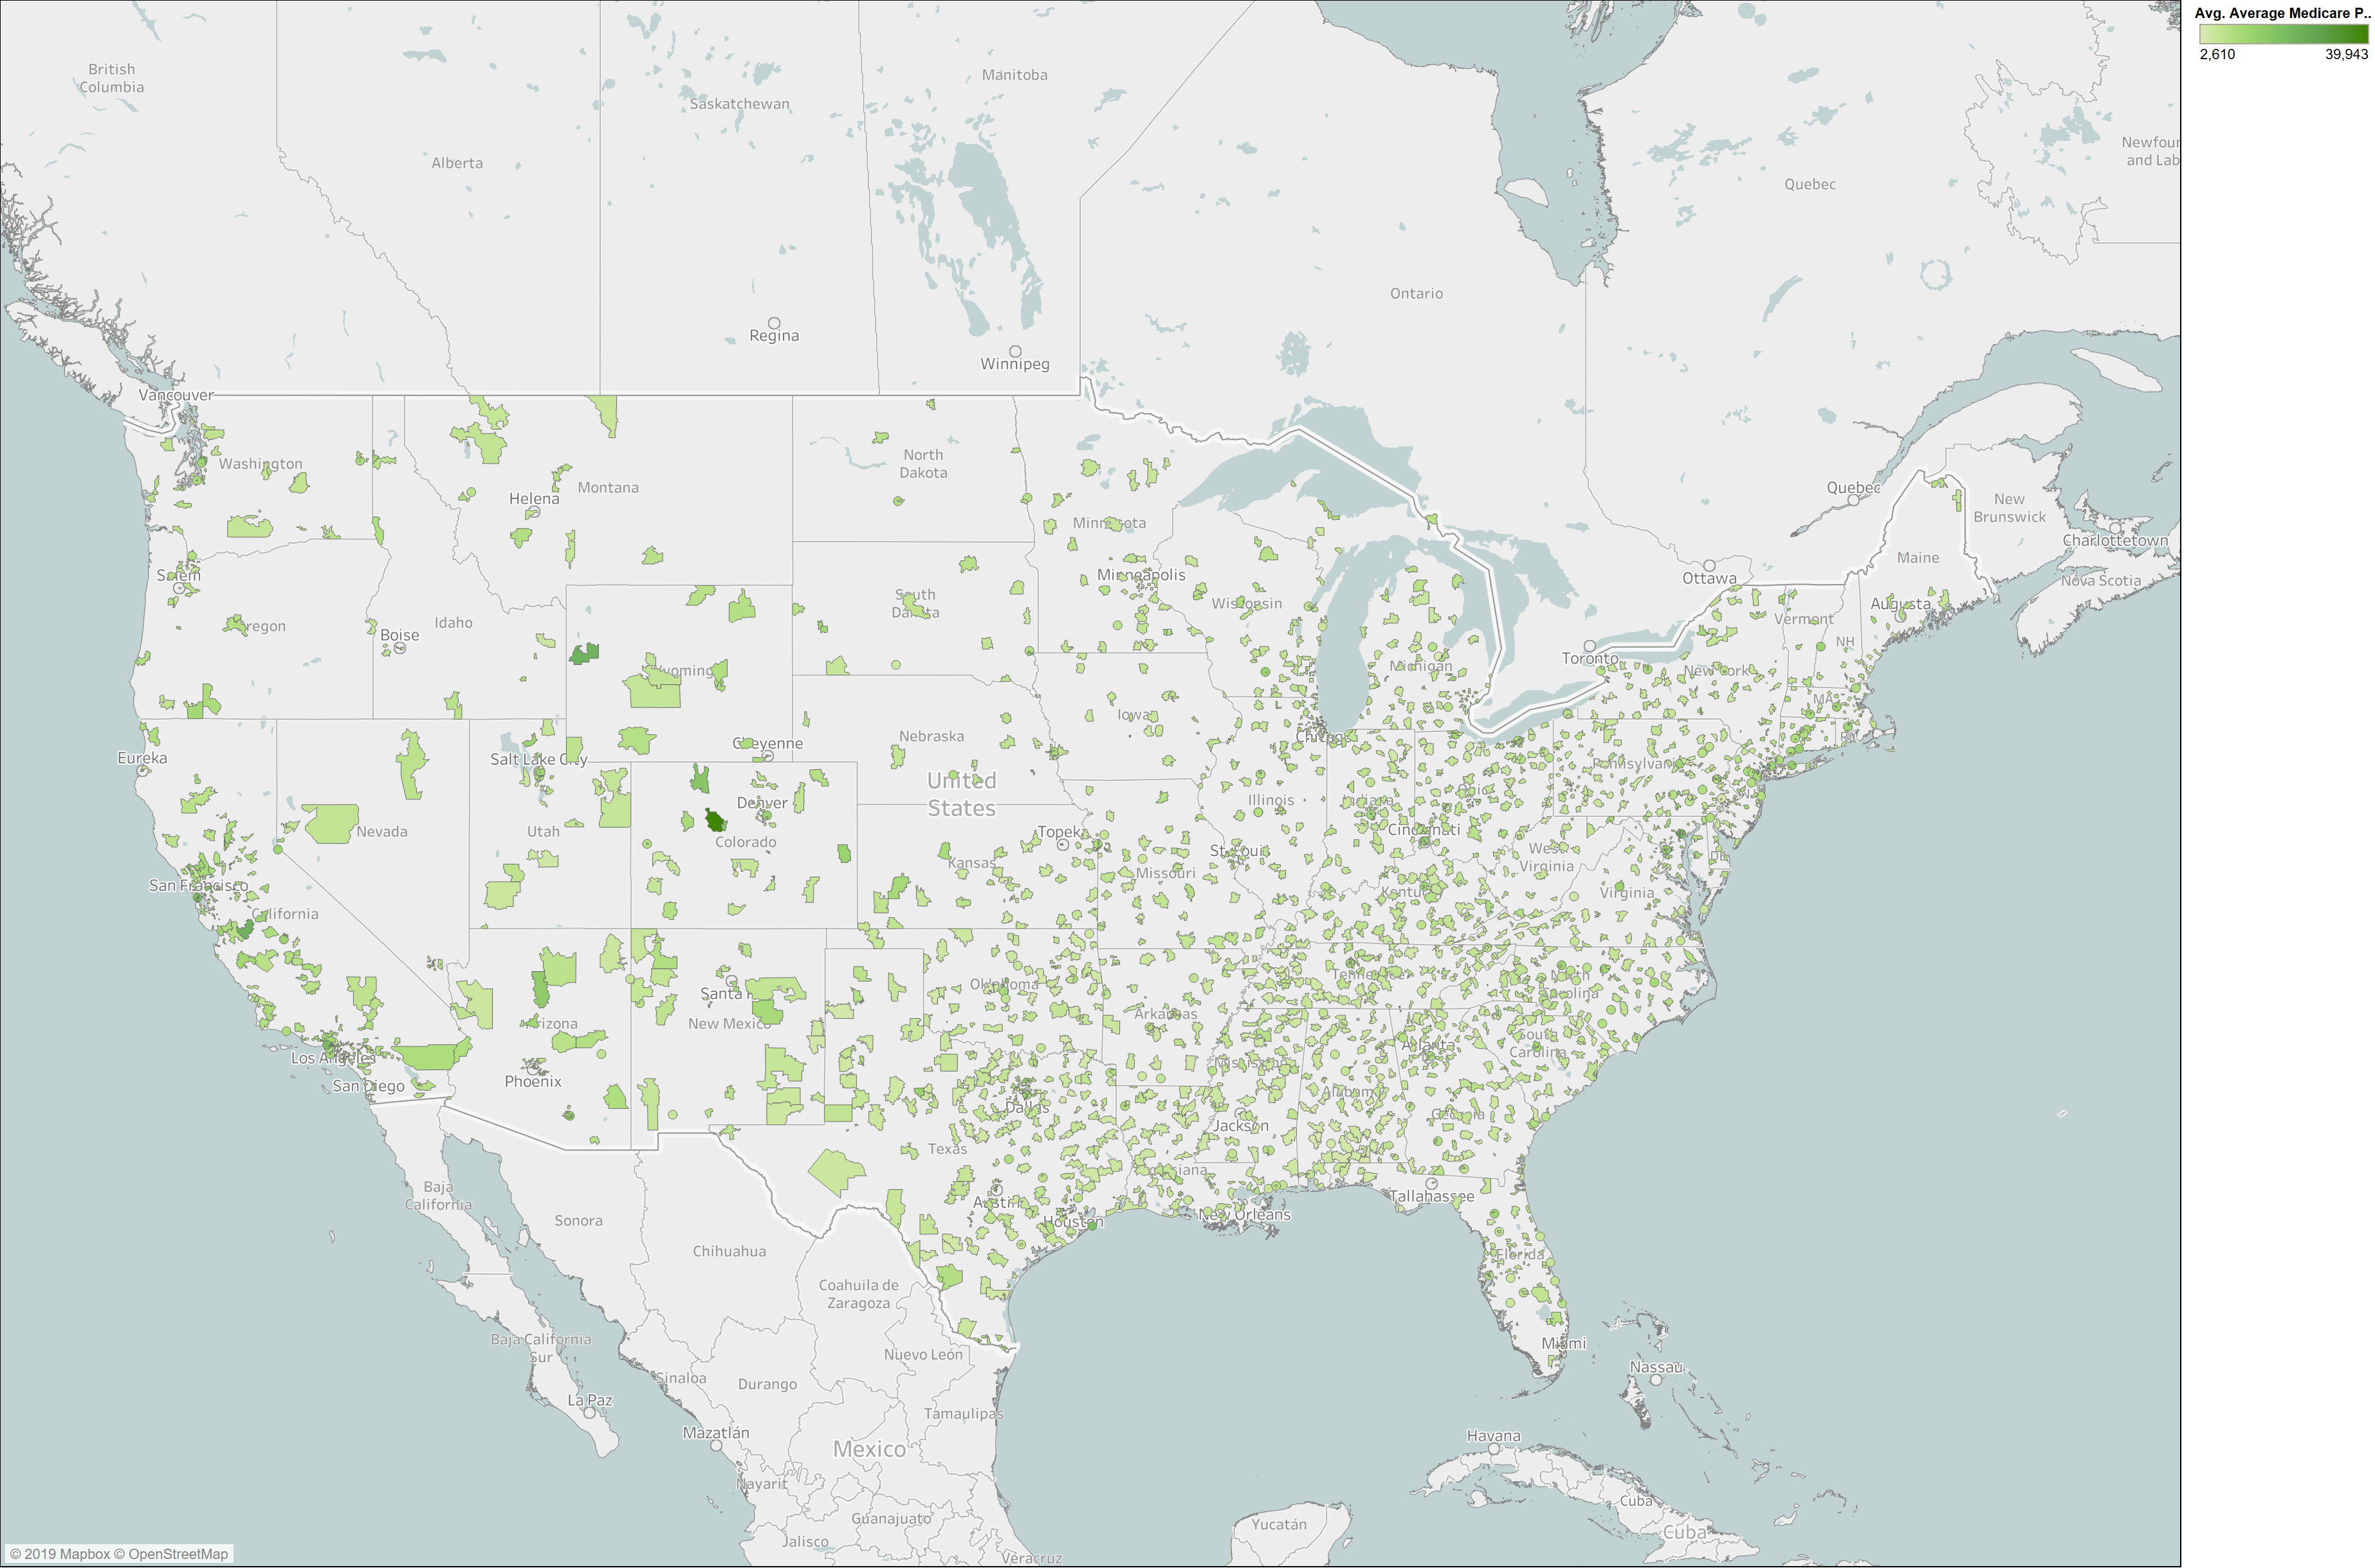 Avg. Average Medicare P..
2,610
39,943
British
Columbia
Alberta
Saskatchewan
Manitoba
Ontario
Quebec
Newfour
and Lab
Regina
Winnipeg
Vancouver
Washington
North
Dakota
Montana
Helena
Minnesota
Quebec
New
Brunswick
Charlottetown
Maine
Nova Scotia
Ottawa
Salem
Minneapolis
South
Dakota
Wisconsin
Augusta
Vermont
Oregon
Idaho
Boise
NH
Toronto
Michigan
New York
Wyoming
MA
Iowa
RI
Nebraska
Cheyenne
Chicago
Eureka
Salt Lake City
Pennsylvania
United
States
Denver
Illinois
Indiana
Ohio
NJ
Nevada
Utah
Colorado
Topeka
Cincinnati
St. Louis
West
Virginia
DE
Kansas
Missouri
San Francisco
Kentucky
Virginia
California
Tennessee
North
Carolina
Oklahoma
Santa Fe
Arizona
New Mexico
Arkansas
Los Angeles
Atlanta
South
Carolina
Mississippi
San Diego
Phoenix
Alabama
Dallas
Georgia
Jackson
Texas
Louisiana
Baja
California
Austin
Tallahassee
Sonora
Houston
New Orleans
Chihuahua
Florida
Coahuila de
Zaragoza
Baja California
Sur
Miami
Nuevo León
Nassau
Sinaloa
Durango
La Paz
Tamaulipas
Mazatlán
Havana
Mexico
Nayarit
Cuba
Guanajuato
Yucatán
Cuba
Jalisco
Veracruz
© 2019 Mapbox © OpenStreetMap